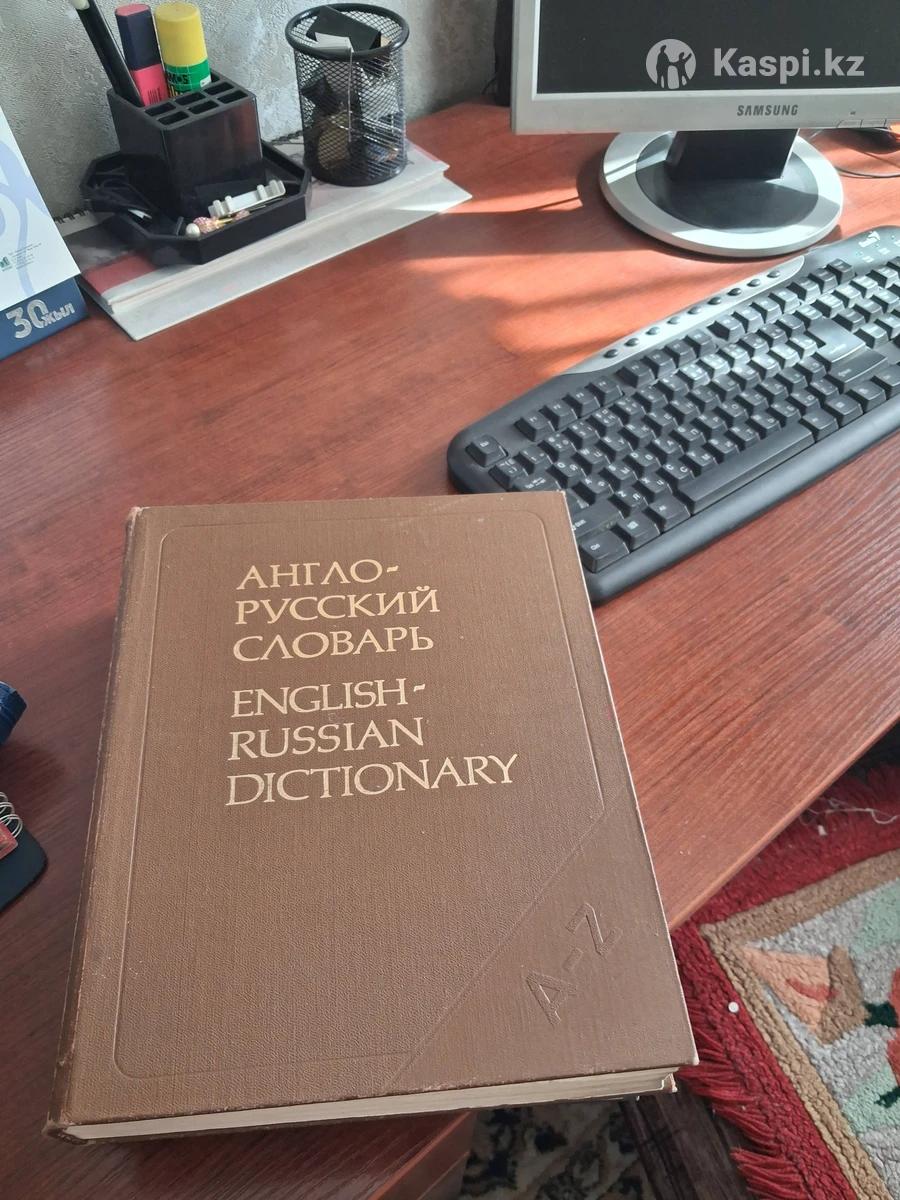 Kaspi.kz
SAMSUNG
30 жыл
АНГЛО-
РУССКИЙ
СЛОВАРЬ
ENGLISH-
RUSSIAN
DICTIONARY
A-Z